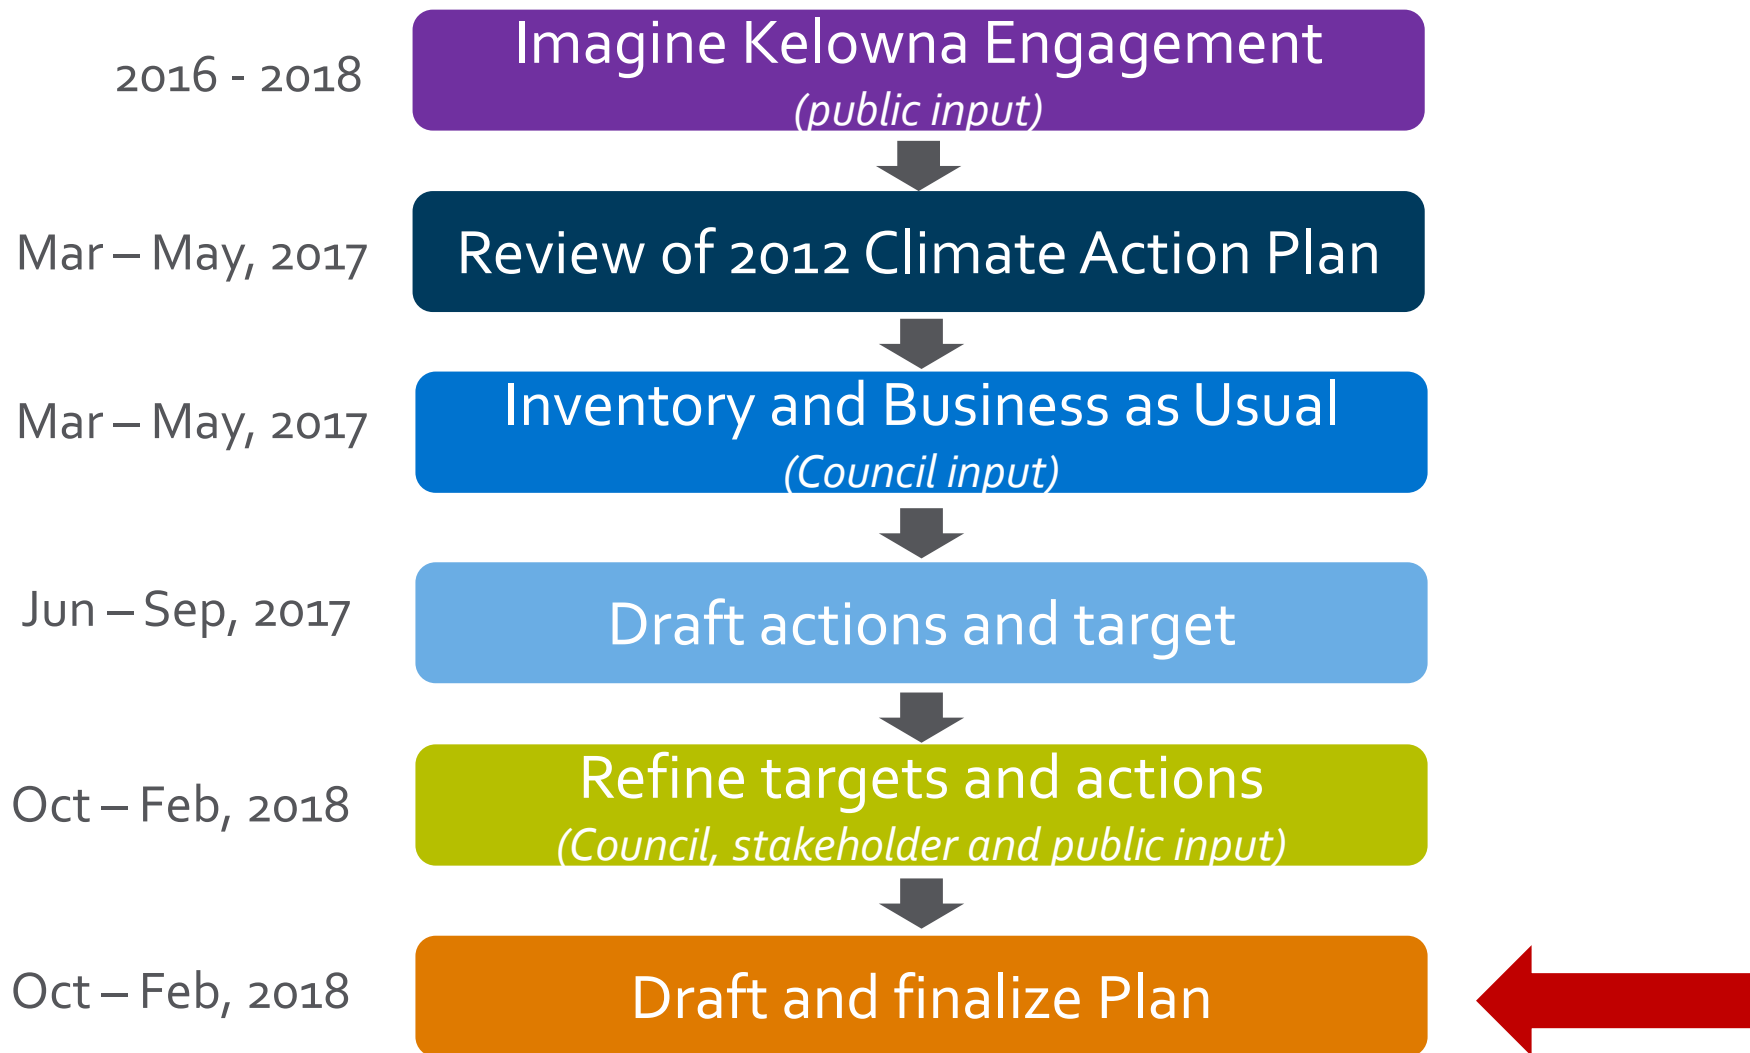 2016 - 2018
Imagine Kelowna Engagement
(public input)
Mar – May, 2017
Review of 2012 Climate Action Plan
Mar – May, 2017
Inventory and Business as Usual
(Council input)
Jun – Sep, 2017
Draft actions and target
Oct – Feb, 2018
Refine targets and actions
(Council, stakeholder and public input)
Oct – Feb, 2018
Draft and finalize Plan